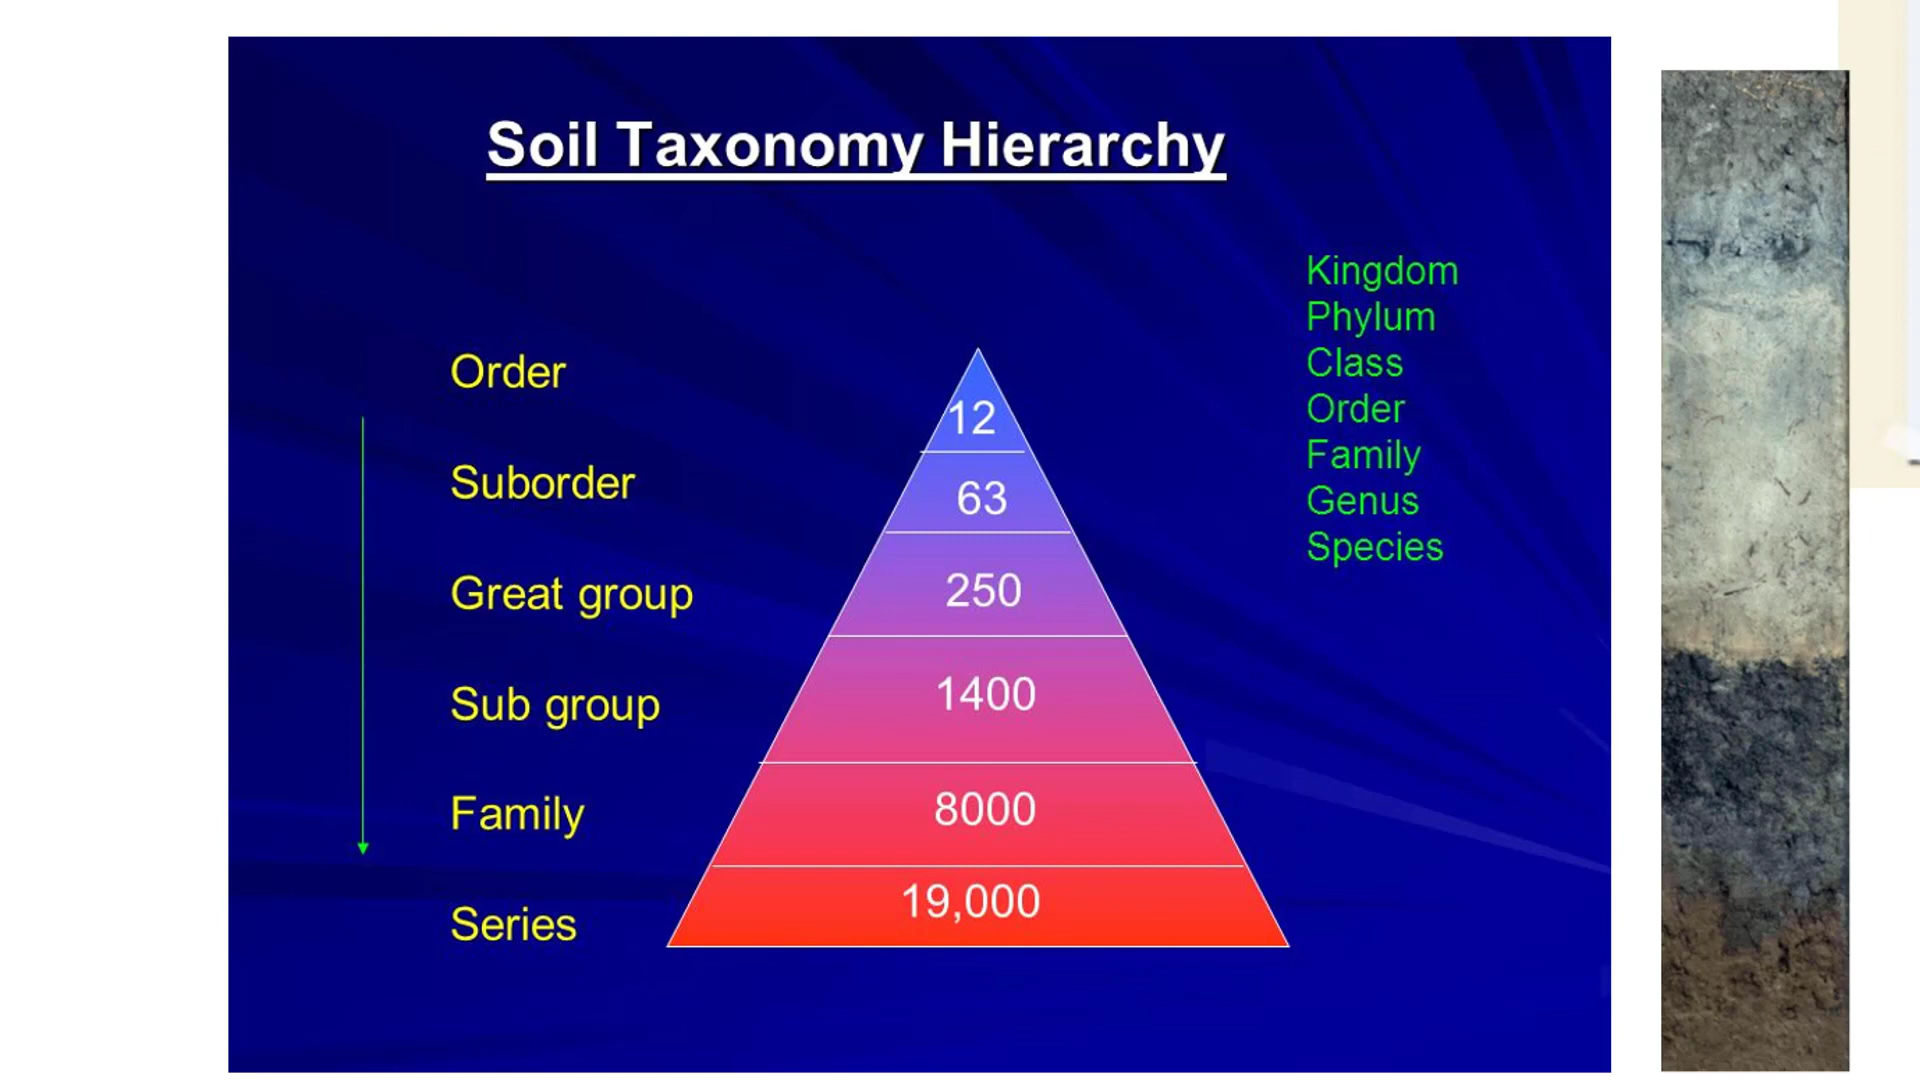 Soil Taxonomy Hierarchy
Order
Suborder
Great group
Sub group
Family
Series
12
63
250
1400
8000
19,000
Kingdom
Phylum
Class
Order
Family
Genus
Species